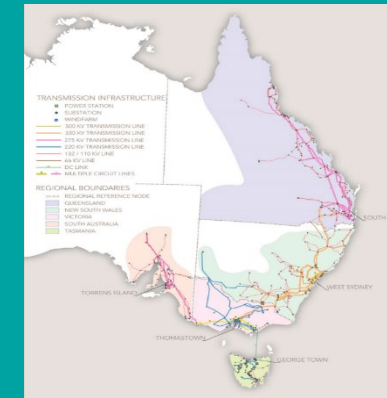 TRANSMISSION INFRASTRUCTURE
POWER STATION
SUBSTATION
WINDFARM
500 KV TRANSMISSION LINE
330 KV TRANSMISSION LINE
275 KV TRANSMISSION LINE
220 KV TRANSMISSION LINE
132 / 110 KV LINE
66 KV LINE
DC LINE
MULTIPLE CIRCUIT LINES
REGIONAL BOUNDARIES
REGIONAL REFERENCE NODE
QUEENSLAND
NEW SOUTH WALES
VICTORIA
SOUTH AUSTRALIA
TASMANIA
SOUTH
WEST SYDNEY
TORRENS ISLAND
THOMASTOWN
GEORGE TOWN